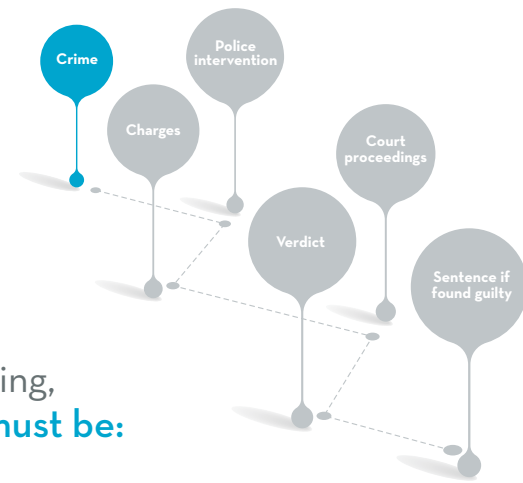 Crime
Police
intervention
Charges
Court
proceedings
Verdict
Sentence if
found guilty
ing,
must be: